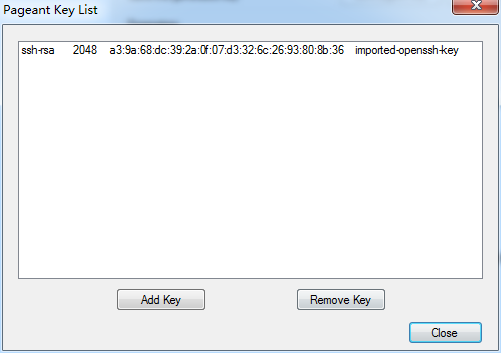 Pageant Key List
ssh-rsa 2048 a3:9a:68:dc:39:2a:0f:07:d3:32:6c:26:93:80:8b:36 imported-openssh-key
Add Key Remove Key
Close